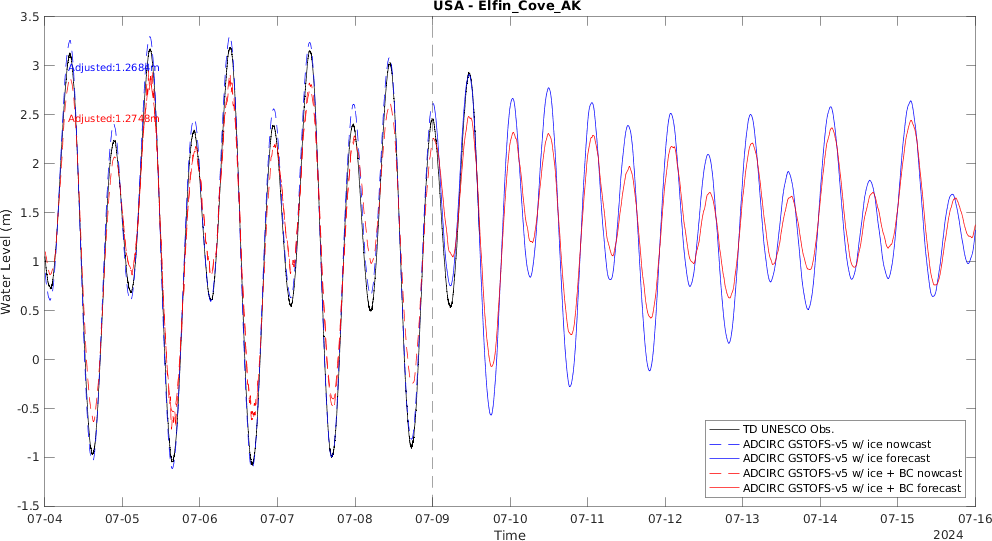 USA - Elfin_Cove_AK
3.5
3
2.5
2
1.5
1
0.5
0
-0.5
-1
-1.5
Water Level (m)
Adjusted:1.2684m
Adjusted:1.2748m
TD UNESCO Obs.
ADCIRC GSTOFS-v5 w/ ice nowcast
ADCIRC GSTOFS-v5 w/ ice forecast
ADCIRC GSTOFS-v5 w/ ice + BC nowcast
ADCIRC GSTOFS-v5 w/ ice + BC forecast
07-04 07-05 07-06 07-07 07-08 07-09 07-10 07-11 07-12 07-13 07-14 07-15 07-16
Time
2024